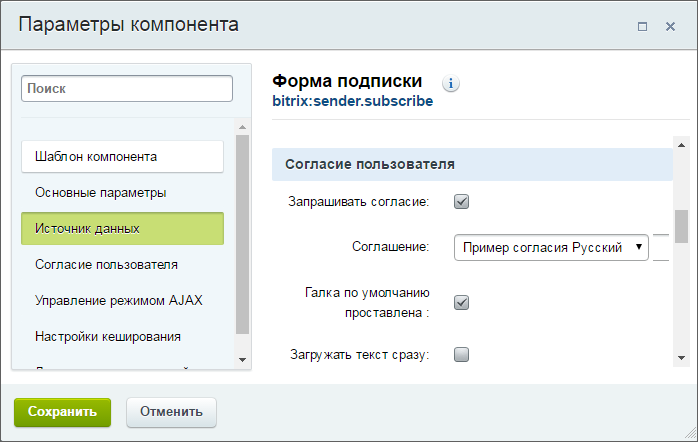 Параметры компонента
Поиск
Шаблон компонента
Основные параметры
Источник данных
Согласие пользователя
Управление режимом AJAX
Настройки кеширования
Форма подписки
bitrix:sender.subscribe
Согласие пользователя
Запрашивать согласие:
Соглашение: Пример согласия Русский
Галка по умолчанию
проставлена :
Загружать текст сразу:
Сохранить Отменить